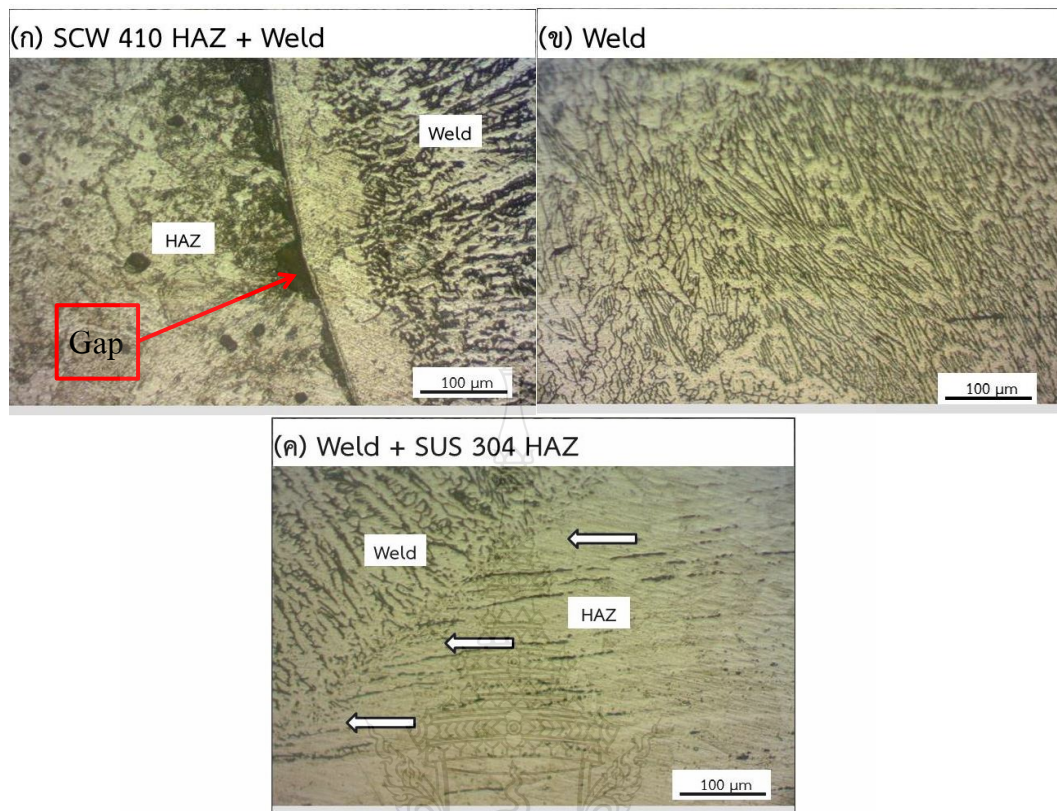 (ก) SCW 410 HAZ + Weld
(ข) Weld
Weld
HAZ
Gap
100 µm
100 µm
(ค) Weld + SUS 304 HAZ
Weld
HAZ
100 µm